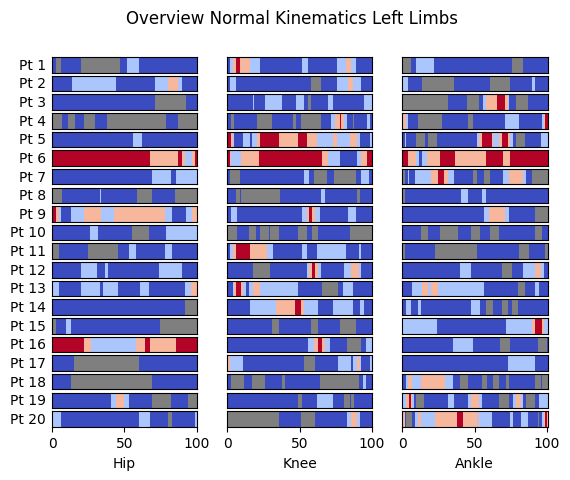 Overview Normal Kinematics Left Limbs
Pt 1
Pt 2
Pt 3
Pt 4
Pt 5
Pt 6
Pt 7
Pt 8
Pt 9
Pt 10
Pt 11
Pt 12
Pt 13
Pt 14
Pt 15
Pt 16
Pt 17
Pt 18
Pt 19
Pt 20
0 50 100 0 50 100 0 50 100
Hip Knee Ankle